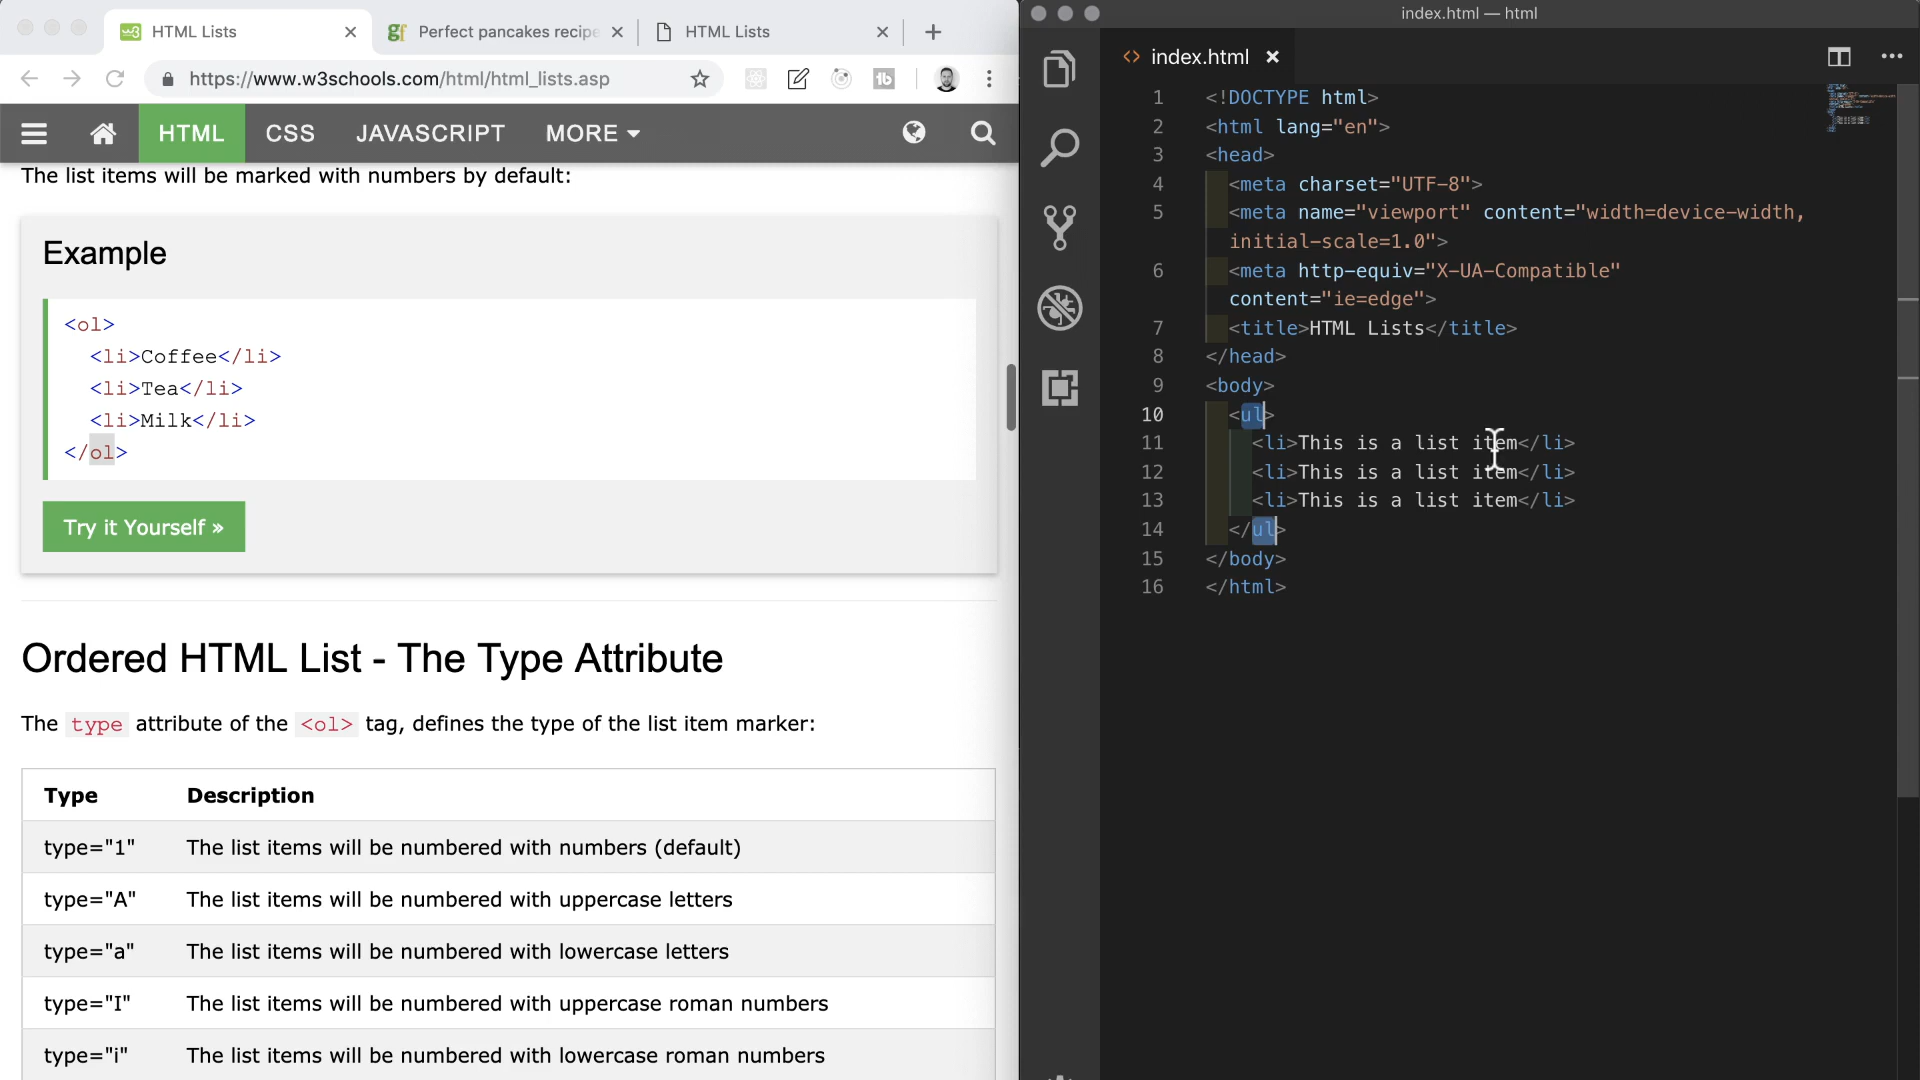 HTML Lists
Perfect pancakes recipe
HTML Lists
https://www.w3schools.com/html/html_lists.asp
HTML
CSS
JAVASCRIPT
MORE
The list items will be marked with numbers by default:
Example
<ol>
<li>Coffee</li>
<li>Tea</li>
<li>Milk</li>
</ol>
Try it Yourself »
Ordered HTML List - The Type Attribute
The type attribute of the <ol> tag, defines the type of the list item marker:
Type Description
type="1" The list items will be numbered with numbers (default)
type="A" The list items will be numbered with uppercase letters
type="a" The list items will be numbered with lowercase letters
type="I" The list items will be numbered with uppercase roman numbers
type="i" The list items will be numbered with lowercase roman numbers
index.html — html
<> index.html
1 <!DOCTYPE html>
2 <html lang="en">
3 <head>
4 <meta charset="UTF-8">
5 <meta name="viewport" content="width=device-width,
initial-scale=1.0">
6 <meta http-equiv="X-UA-Compatible"
content="ie=edge">
7 <title>HTML Lists</title>
8 </head>
9 <body>
10 <ul>
11 <li>This is a list item</li>
12 <li>This is a list item</li>
13 <li>This is a list item</li>
14 </ul>
15 </body>
16 </html>